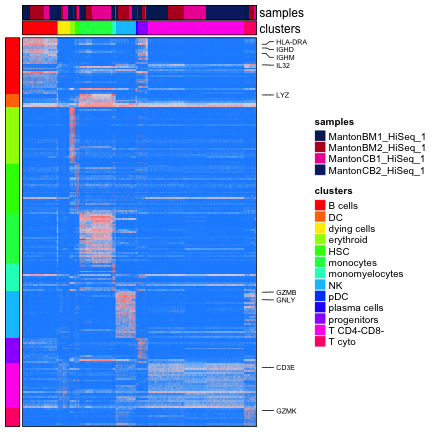 samples
clusters
HLA-DRA
IGHD
IGHM
IL32
LYZ
GZMB
GNLY
CD3E
GZMK
samples
MantonBM1_HiSeq_1
MantonBM2_HiSeq_1
MantonCB1_HiSeq_1
MantonCB2_HiSeq_1
clusters
B cells
DC
dying cells
erythroid
HSC
monocytes
monomyelocytes
NK
pDC
plasma cells
progenitors
T CD4-CD8-
T cyto